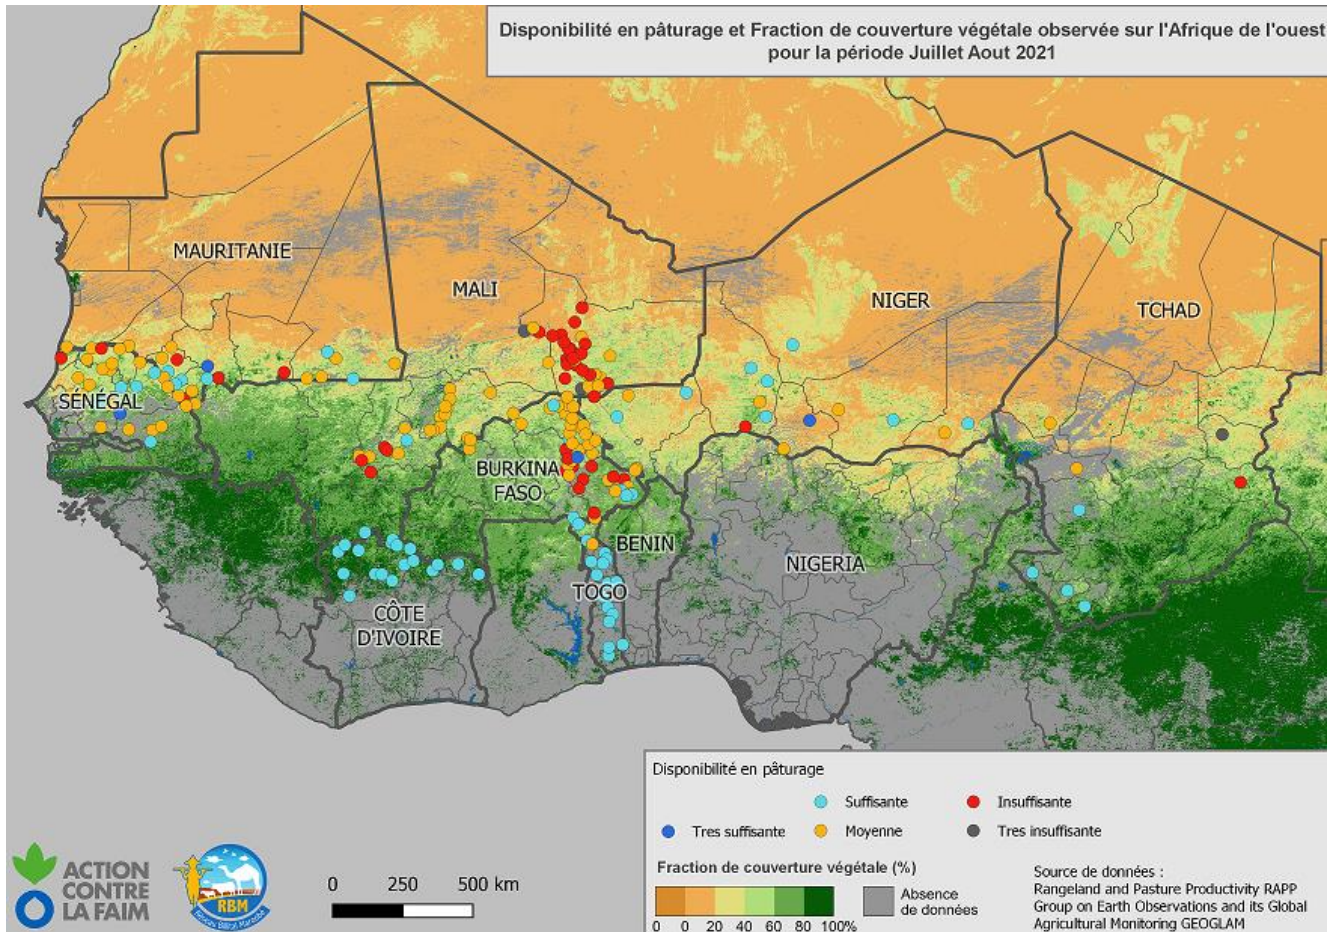 Disponibilité en pâturage et Fraction de couverture végétale observée sur l'Afrique de l'ouest
pour la période Juillet Aout 2021
MAURITANIE
MALI
NIGER
TCHAD
SÉNÉGAL
BURKINA
FASO
BENIN
NIGERIA
TOGO
CÔTE
D'IVOIRE
Disponibilité en pâturage
Suffisante
Insuffisante
Tres suffisante
Moyenne
Tres insuffisante
Fraction de couverture végétale (%)
0 0 20 40 60 80 100%
Absence
de données
Source de données :
Rangeland and Pasture Productivity RAPP
Group on Earth Observations and its Global
Agricultural Monitoring GEOGLAM
ACTION
CONTRE
LA FAIM
RBM
Réseau Billital Maroobé
0 250 500 km